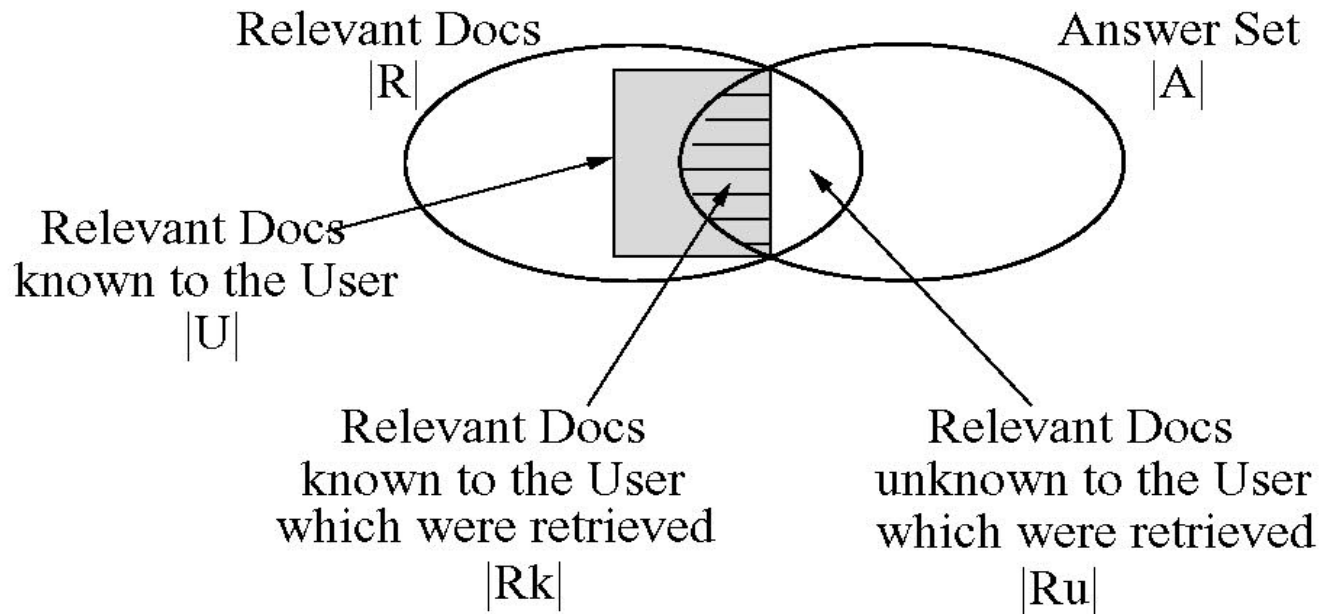 Relevant Docs
|R|
Answer Set
|A|
Relevant Docs
known to the User
|U|
Relevant Docs
known to the User
which were retrieved
|Rk|
Relevant Docs
unknown to the User
which were retrieved
|Ru|